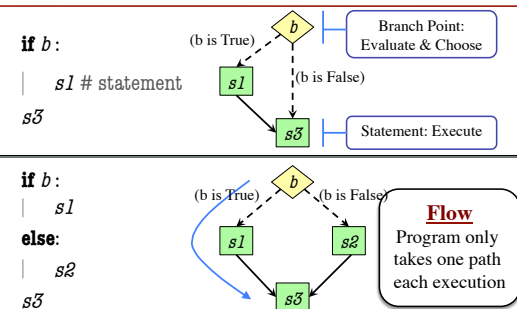 if b :
s1 # statement
s3
b
(b is True)
(b is False)
s1
s3
Branch Point:
Evaluate & Choose
Statement: Execute
if b :
s1
else:
s2
s3
b
(b is True)
(b is False)
s1
s2
s3
Flow
Program only
takes one path
each execution